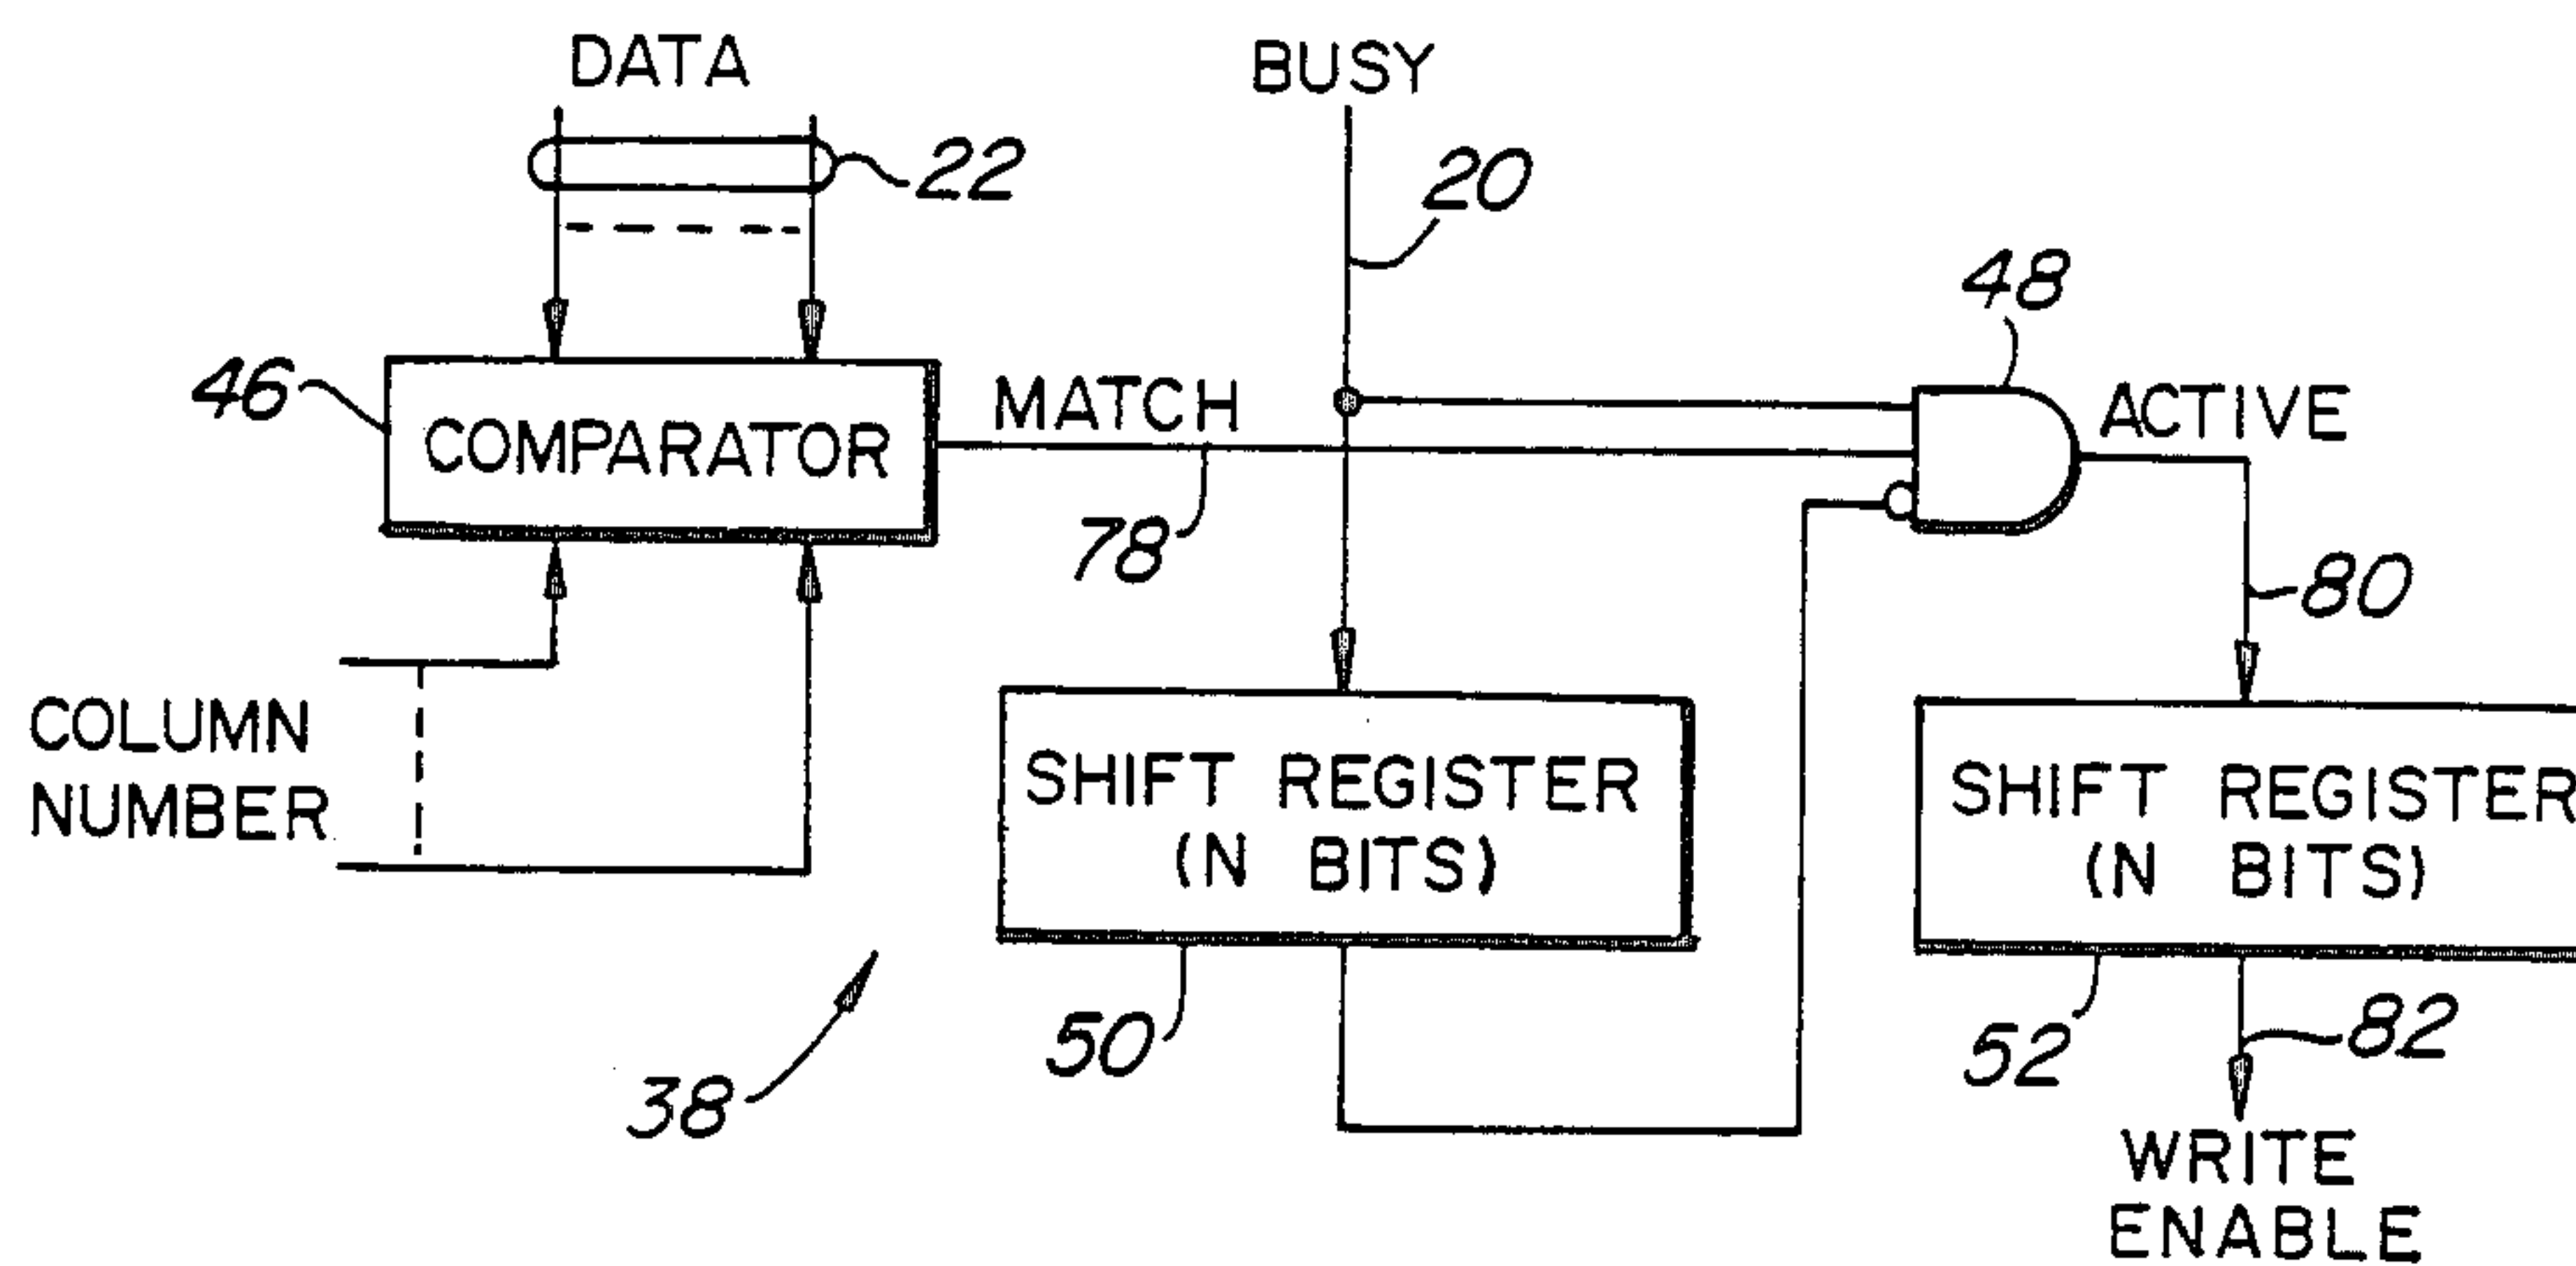 DATA
22
BUSY
20
46
COMPARATOR
MATCH
78
48
ACTIVE
80
COLUMN
NUMBER
SHIFT REGISTER
(N BITS)
50
SHIFT REGISTER
(N BITS)
52
82
38
WRITE
ENABLE